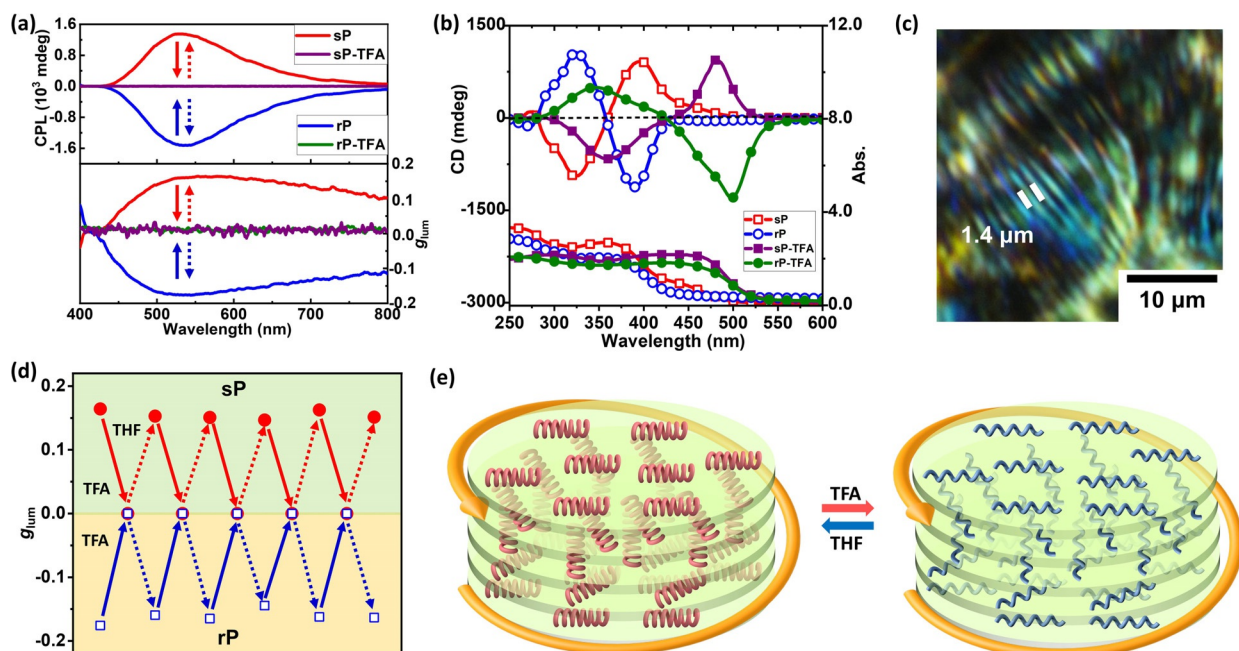 (a)
CPL (10³ mdeg)
1.6
0.8
0.0
-0.8
-1.6
sP
sP-TFA
rP
rP-TFA
0.2
0.1
0.0
-0.1
-0.2
glum
400 500 600 700 800
Wavelength (nm)
(b)
CD (mdeg)
1500
0
-1500
-3000
12.0
8.0
4.0
0.0
Abs.
sP
rP
sP-TFA
rP-TFA
250 300 350 400 450 500 550 600
Wavelength (nm)
(c)
1.4 μm
10 μm
(d)
glum
0.2
0.1
0.0
-0.1
-0.2
sP
THF
TFA
TFA
rP
(e)
TFA
THF